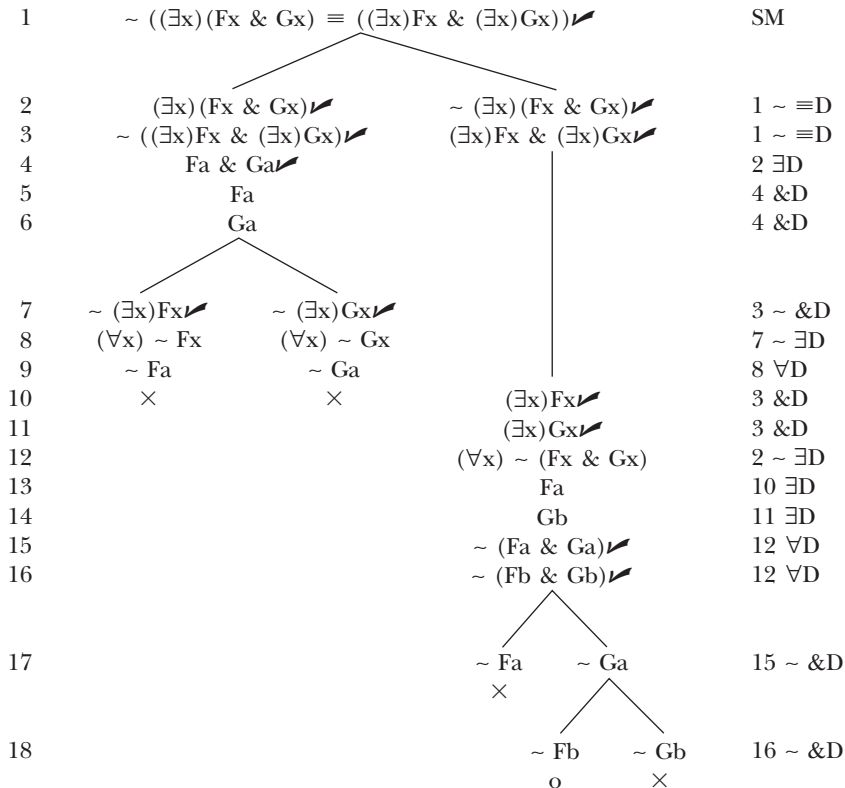 1 ~ ((∃x)(Fx & Gx) ≡ ((∃x)Fx & (∃x)Gx))✔ SM
2 (∃x)(Fx & Gx)✔ ~ (∃x)(Fx & Gx)✔ 1 ~ ≡D
3 ~ ((∃x)Fx & (∃x)Gx)✔ (∃x)Fx & (∃x)Gx✔ 1 ~ ≡D
4 Fa & Ga✔ 2 ∃D
5 Fa 4 &D
6 Ga 4 &D
7 ~ (∃x)Fx✔ ~ (∃x)Gx✔ 3 ~ &D
8 (∀x) ~ Fx (∀x) ~ Gx 7 ~ ∃D
9 ~ Fa ~ Ga 8 ∀D
10 × × (∃x)Fx✔ 3 &D
11 (∃x)Gx✔ 3 &D
12 (∀x) ~ (Fx & Gx) 2 ~ ∃D
13 Fa 10 ∃D
14 Gb 11 ∃D
15 ~ (Fa & Ga)✔ 12 ∀D
16 ~ (Fb & Gb)✔ 12 ∀D
17 ~ Fa ~ Ga 15 ~ &D
×
18 ~ Fb ~ Gb 16 ~ &D
o ×